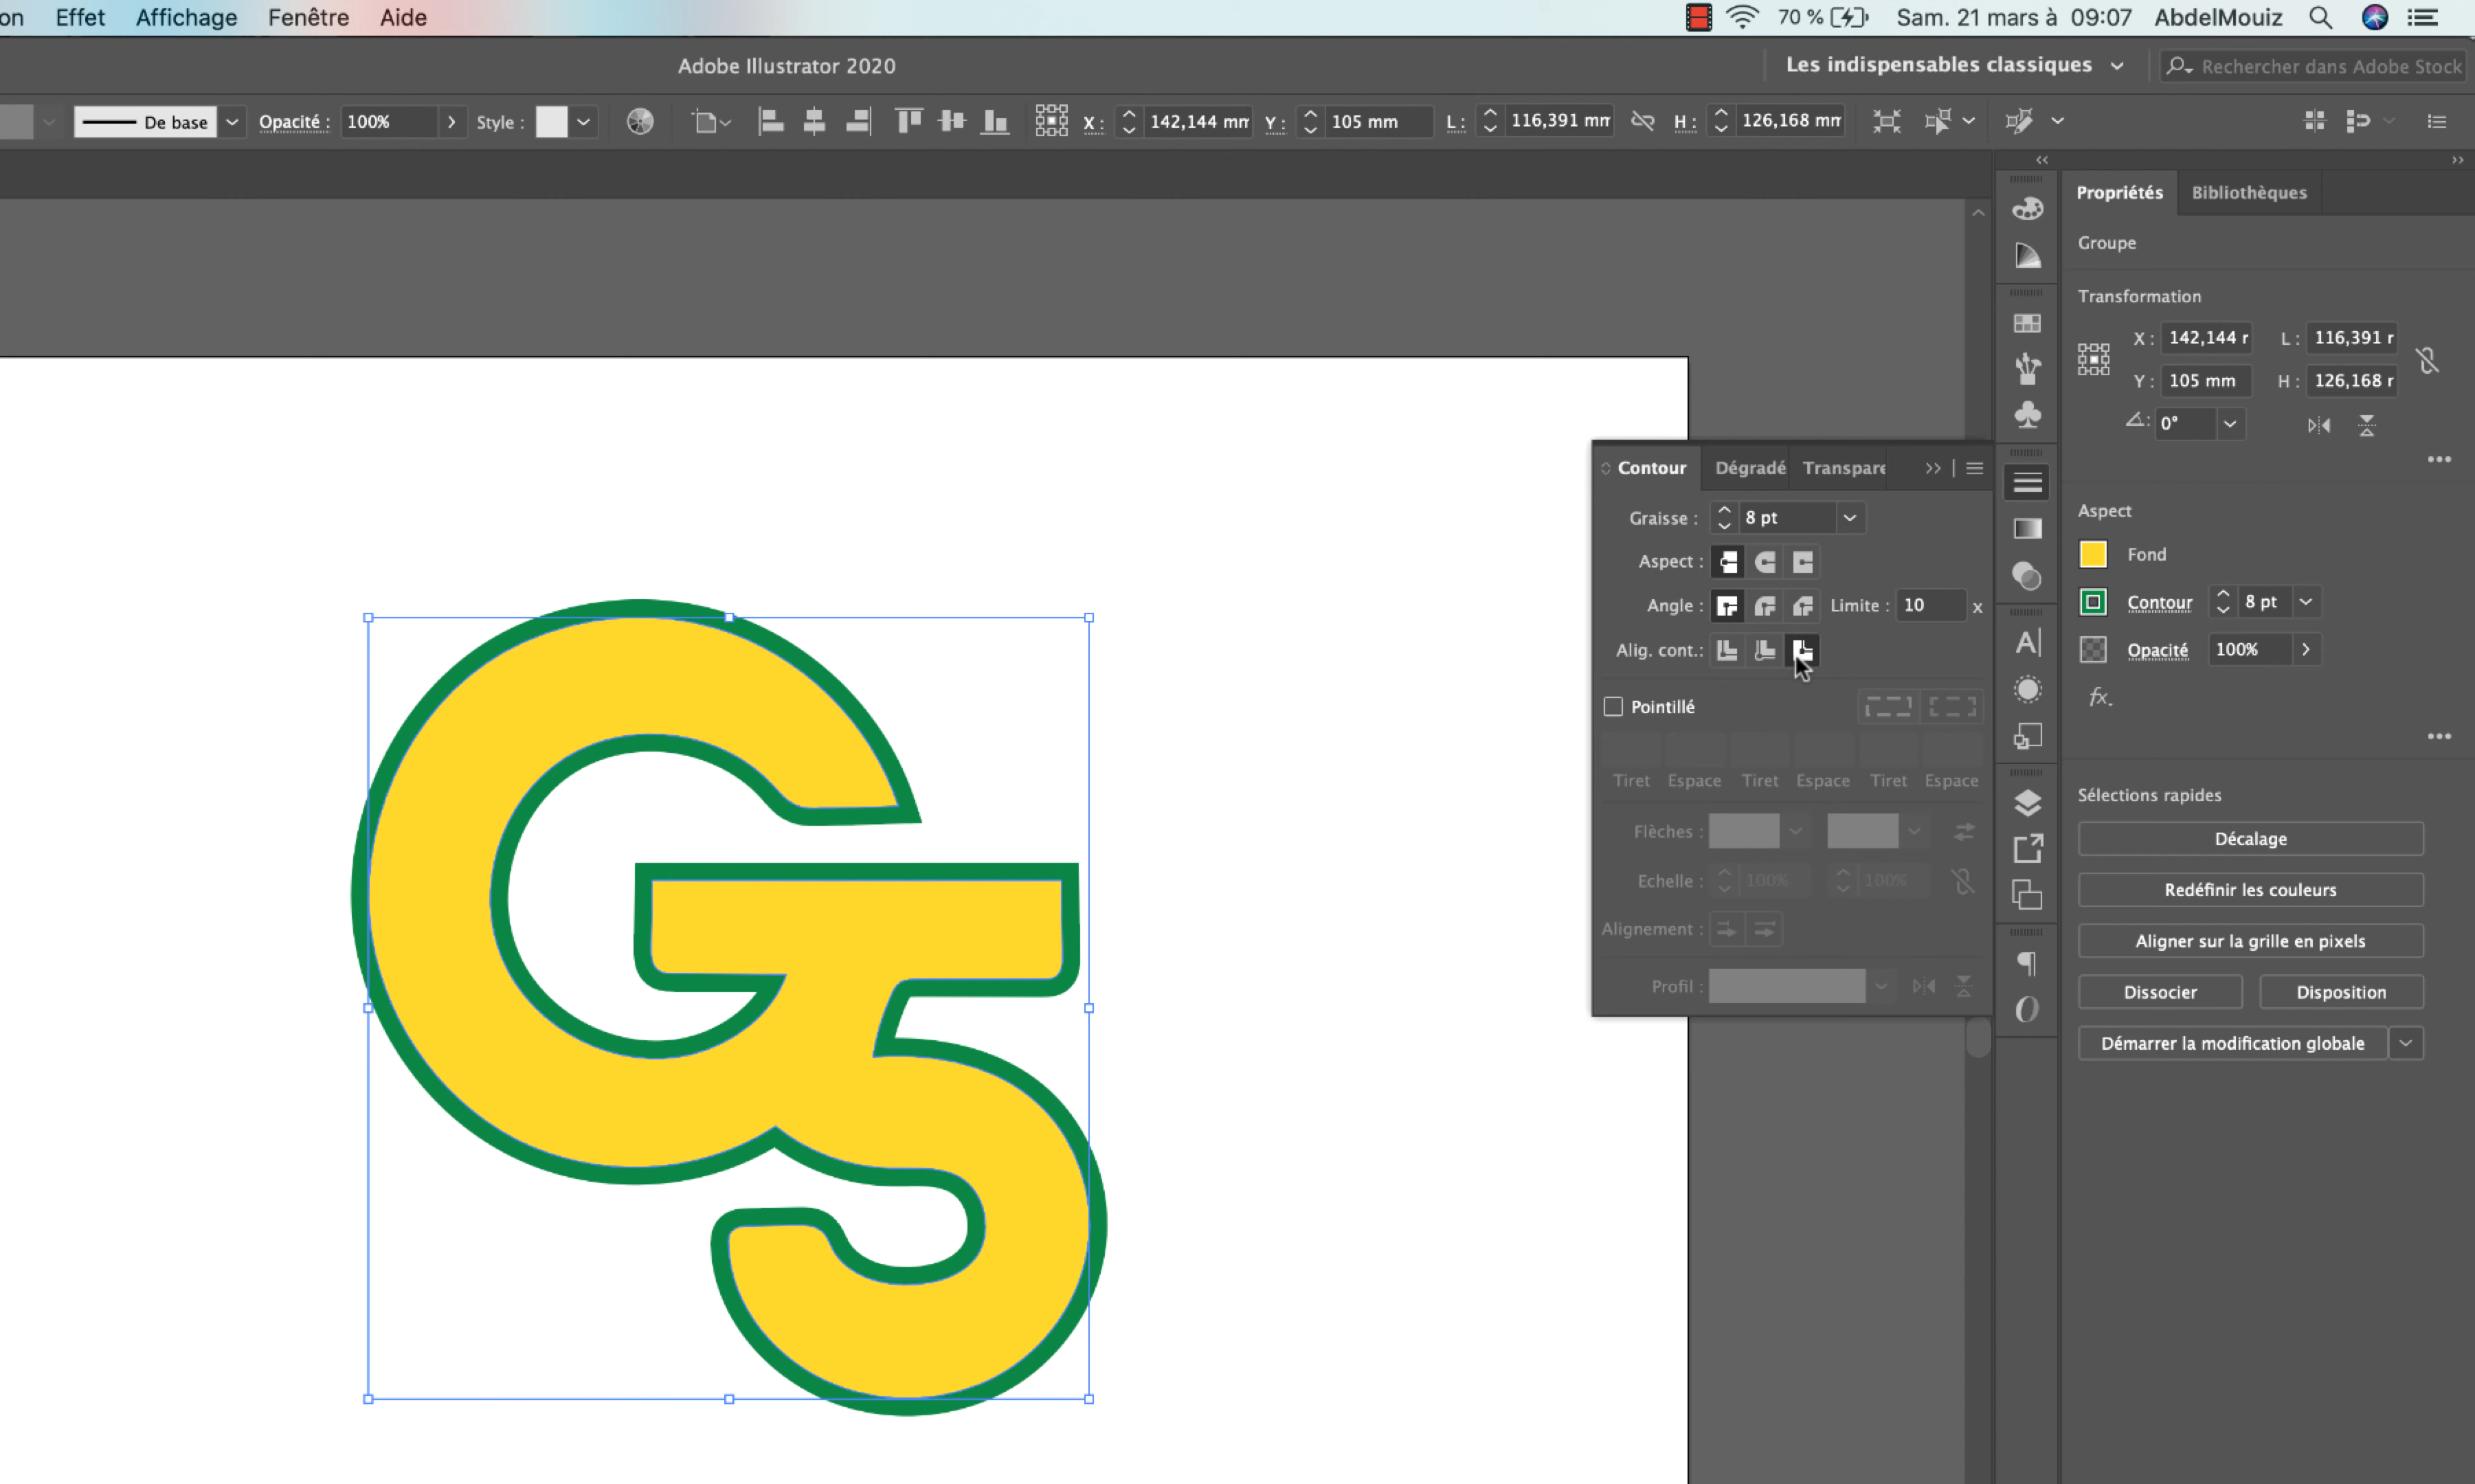 on Effet Affichage Fenêtre Aide 70 % Sam. 21 mars à 09:07 AbdelMouiz
Adobe Illustrator 2020 Les indispensables classiques Rechercher dans Adobe Stock
De base Opacité : 100% Style : X : 142,144 mm Y : 105 mm L : 116,391 mm H : 126,168 mm
Propriétés Bibliothèques
Groupe
Transformation
X : 142,144 r L : 116,391 r
Y : 105 mm H : 126,168 r
0°
Contour Dégradé Transpare
Graisse : 8 pt
Aspect :
Angle : Limite : 10 x
Alig. cont.:
Pointillé
Tiret Espace Tiret Espace Tiret Espace
Flèches :
Echelle : 100% 100%
Alignement :
Profil :
Aspect
Fond
Contour 8 pt
Opacité 100%
fx.
Sélections rapides
Décalage
Redéfinir les couleurs
Aligner sur la grille en pixels
Dissocier Disposition
Démarrer la modification globale
GS